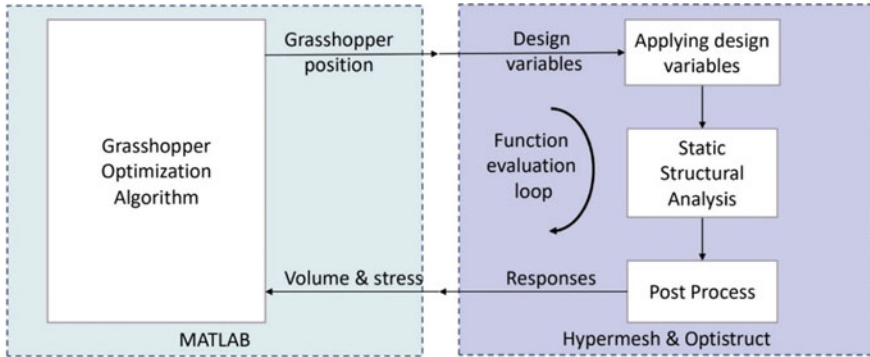 Grasshopper
position
Design
variables
Applying design
variables
Grasshopper
Optimization
Algorithm
Function
evaluation
loop
Static
Structural
Analysis
Volume & stress
Responses
Post Process
MATLAB
Hypermesh & Optistruct